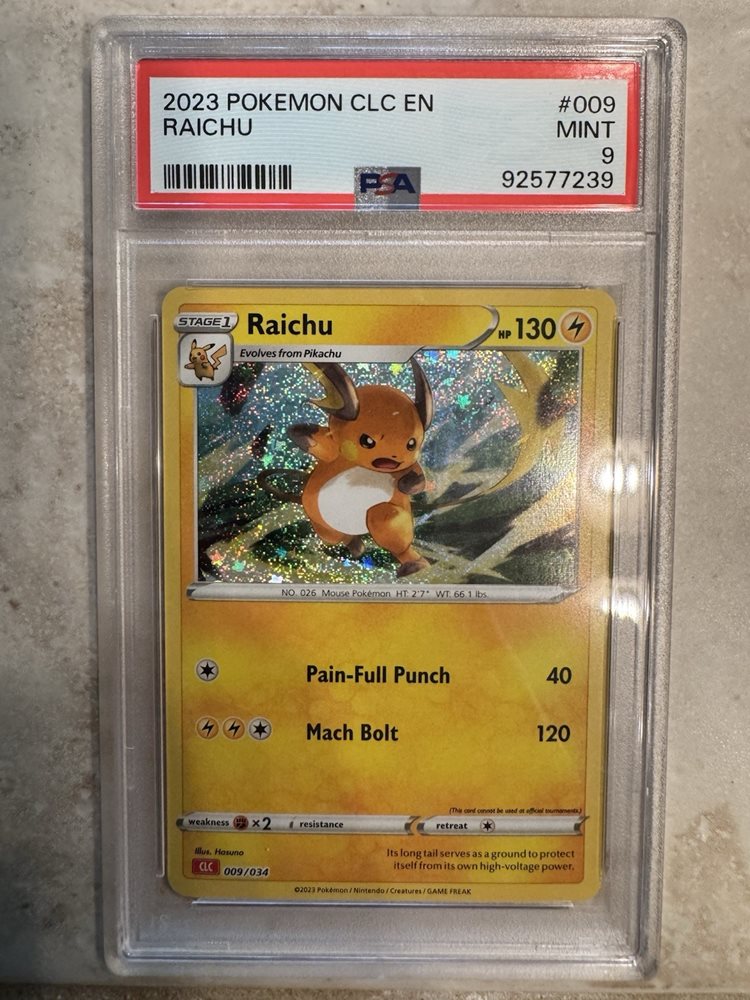 2023 POKEMON CLC EN #009
RAICHU MINT
9
PSA 92577239
STAGE1 Raichu HP 130
Evolves from Pikachu
NO. 026 Mouse Pokémon HT: 2'7" WT: 66.1 lbs.
Pain-Full Punch 40
Mach Bolt 120
(This card cannot be used at official tournaments.)
weakness ×2 resistance retreat
Illus. Hasuno
Its long tail serves as a ground to protect
itself from its own high-voltage power.
CLC 009/034
©2023 Pokémon / Nintendo / Creatures / GAME FREAK